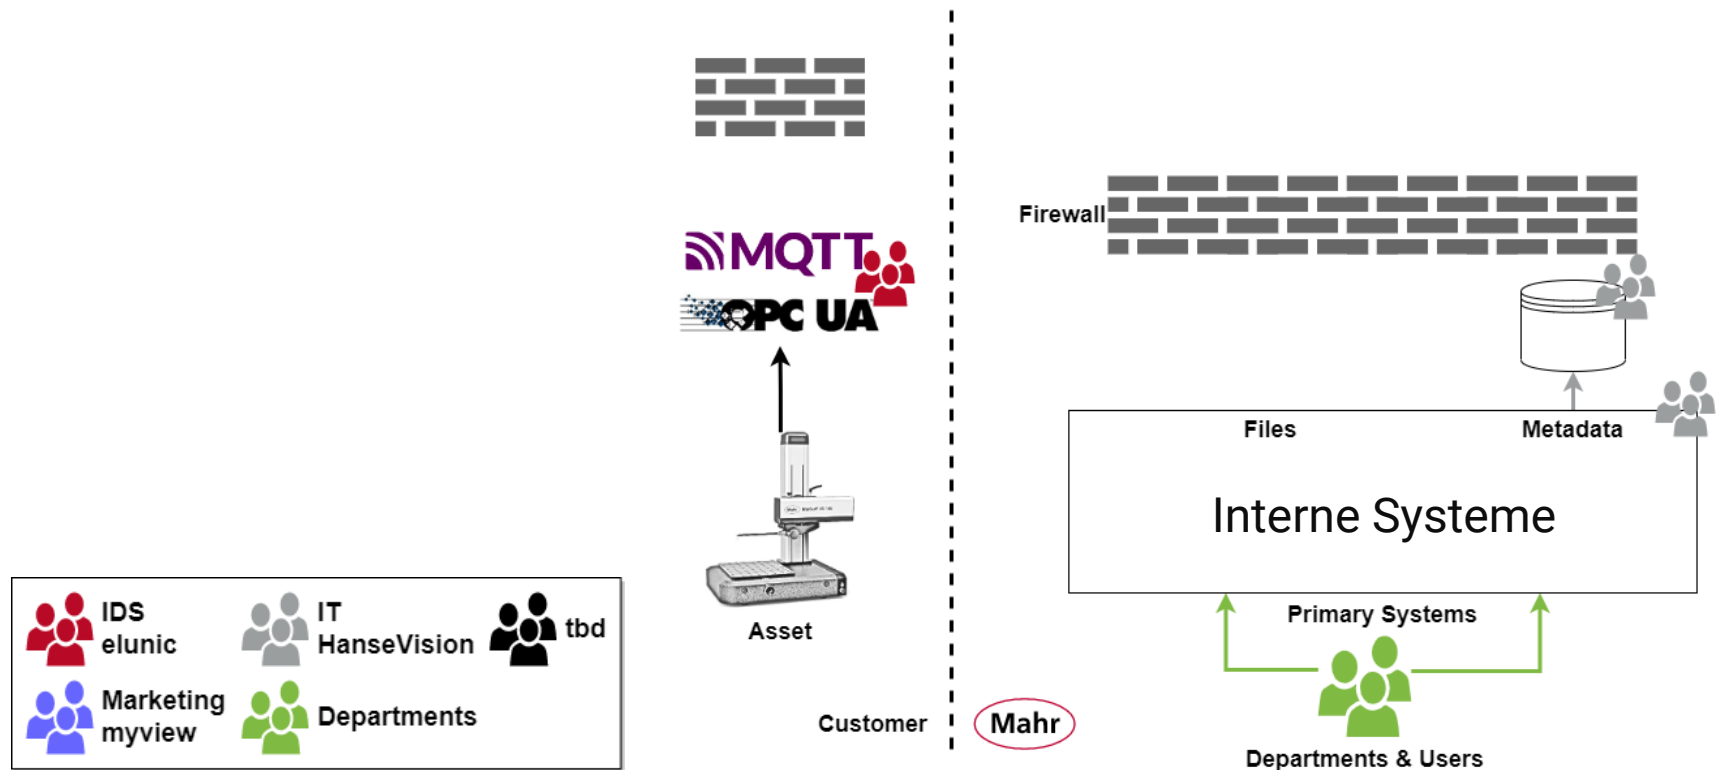 Firewall
MQTT
OPC UA
Files
Metadata
Interne Systeme
Primary Systems
Asset
IDS
elunic
IT
HanseVision
tbd
Marketing
myview
Departments
Customer
Mahr
Departments & Users